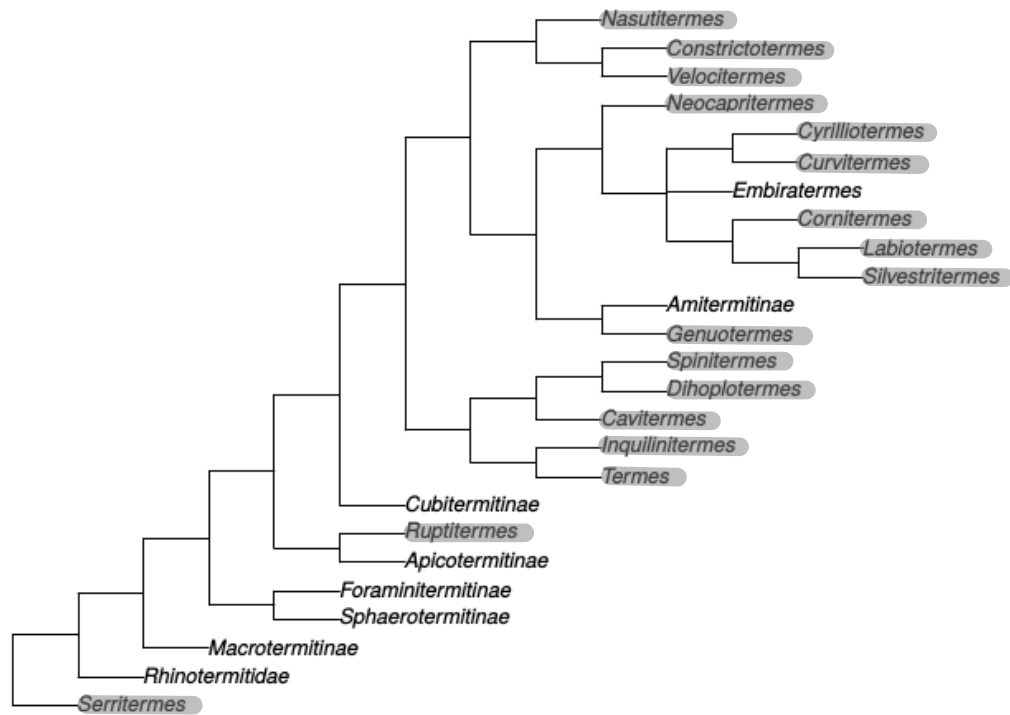 Nasutitermes
Constrictotermes
Velocitermes
Neocapritermes
Cyrilliotermes
Curvitermes
Embiratermes
Cornitermes
Labiotermes
Silvestritermes
Amitermitinae
Genuotermes
Spinitermes
Dihoplotermes
Cavitermes
Inquilinitermes
Termes
Cubitermitinae
Ruptitermes
Apicotermitinae
Foraminitermitinae
Sphaerotermitinae
Macrotermitinae
Rhinotermitidae
Serritermes